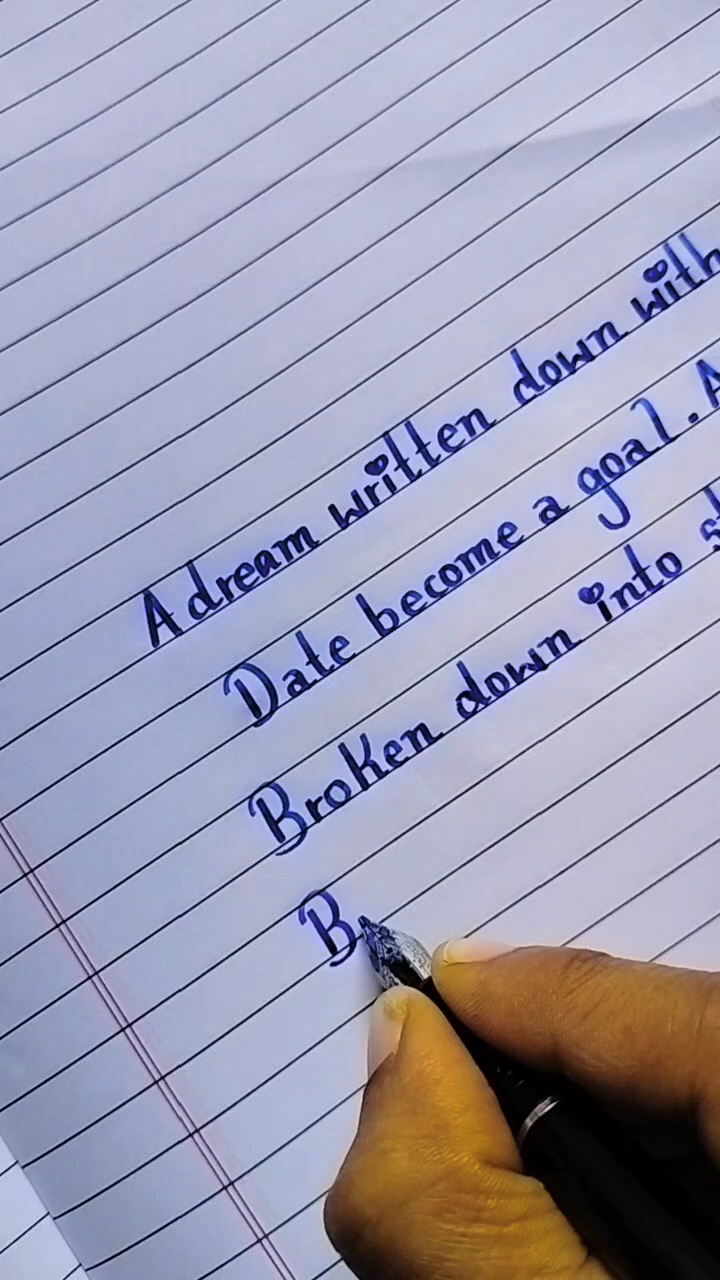 A dream written down with
Date become a goal. A
Broken down into
B